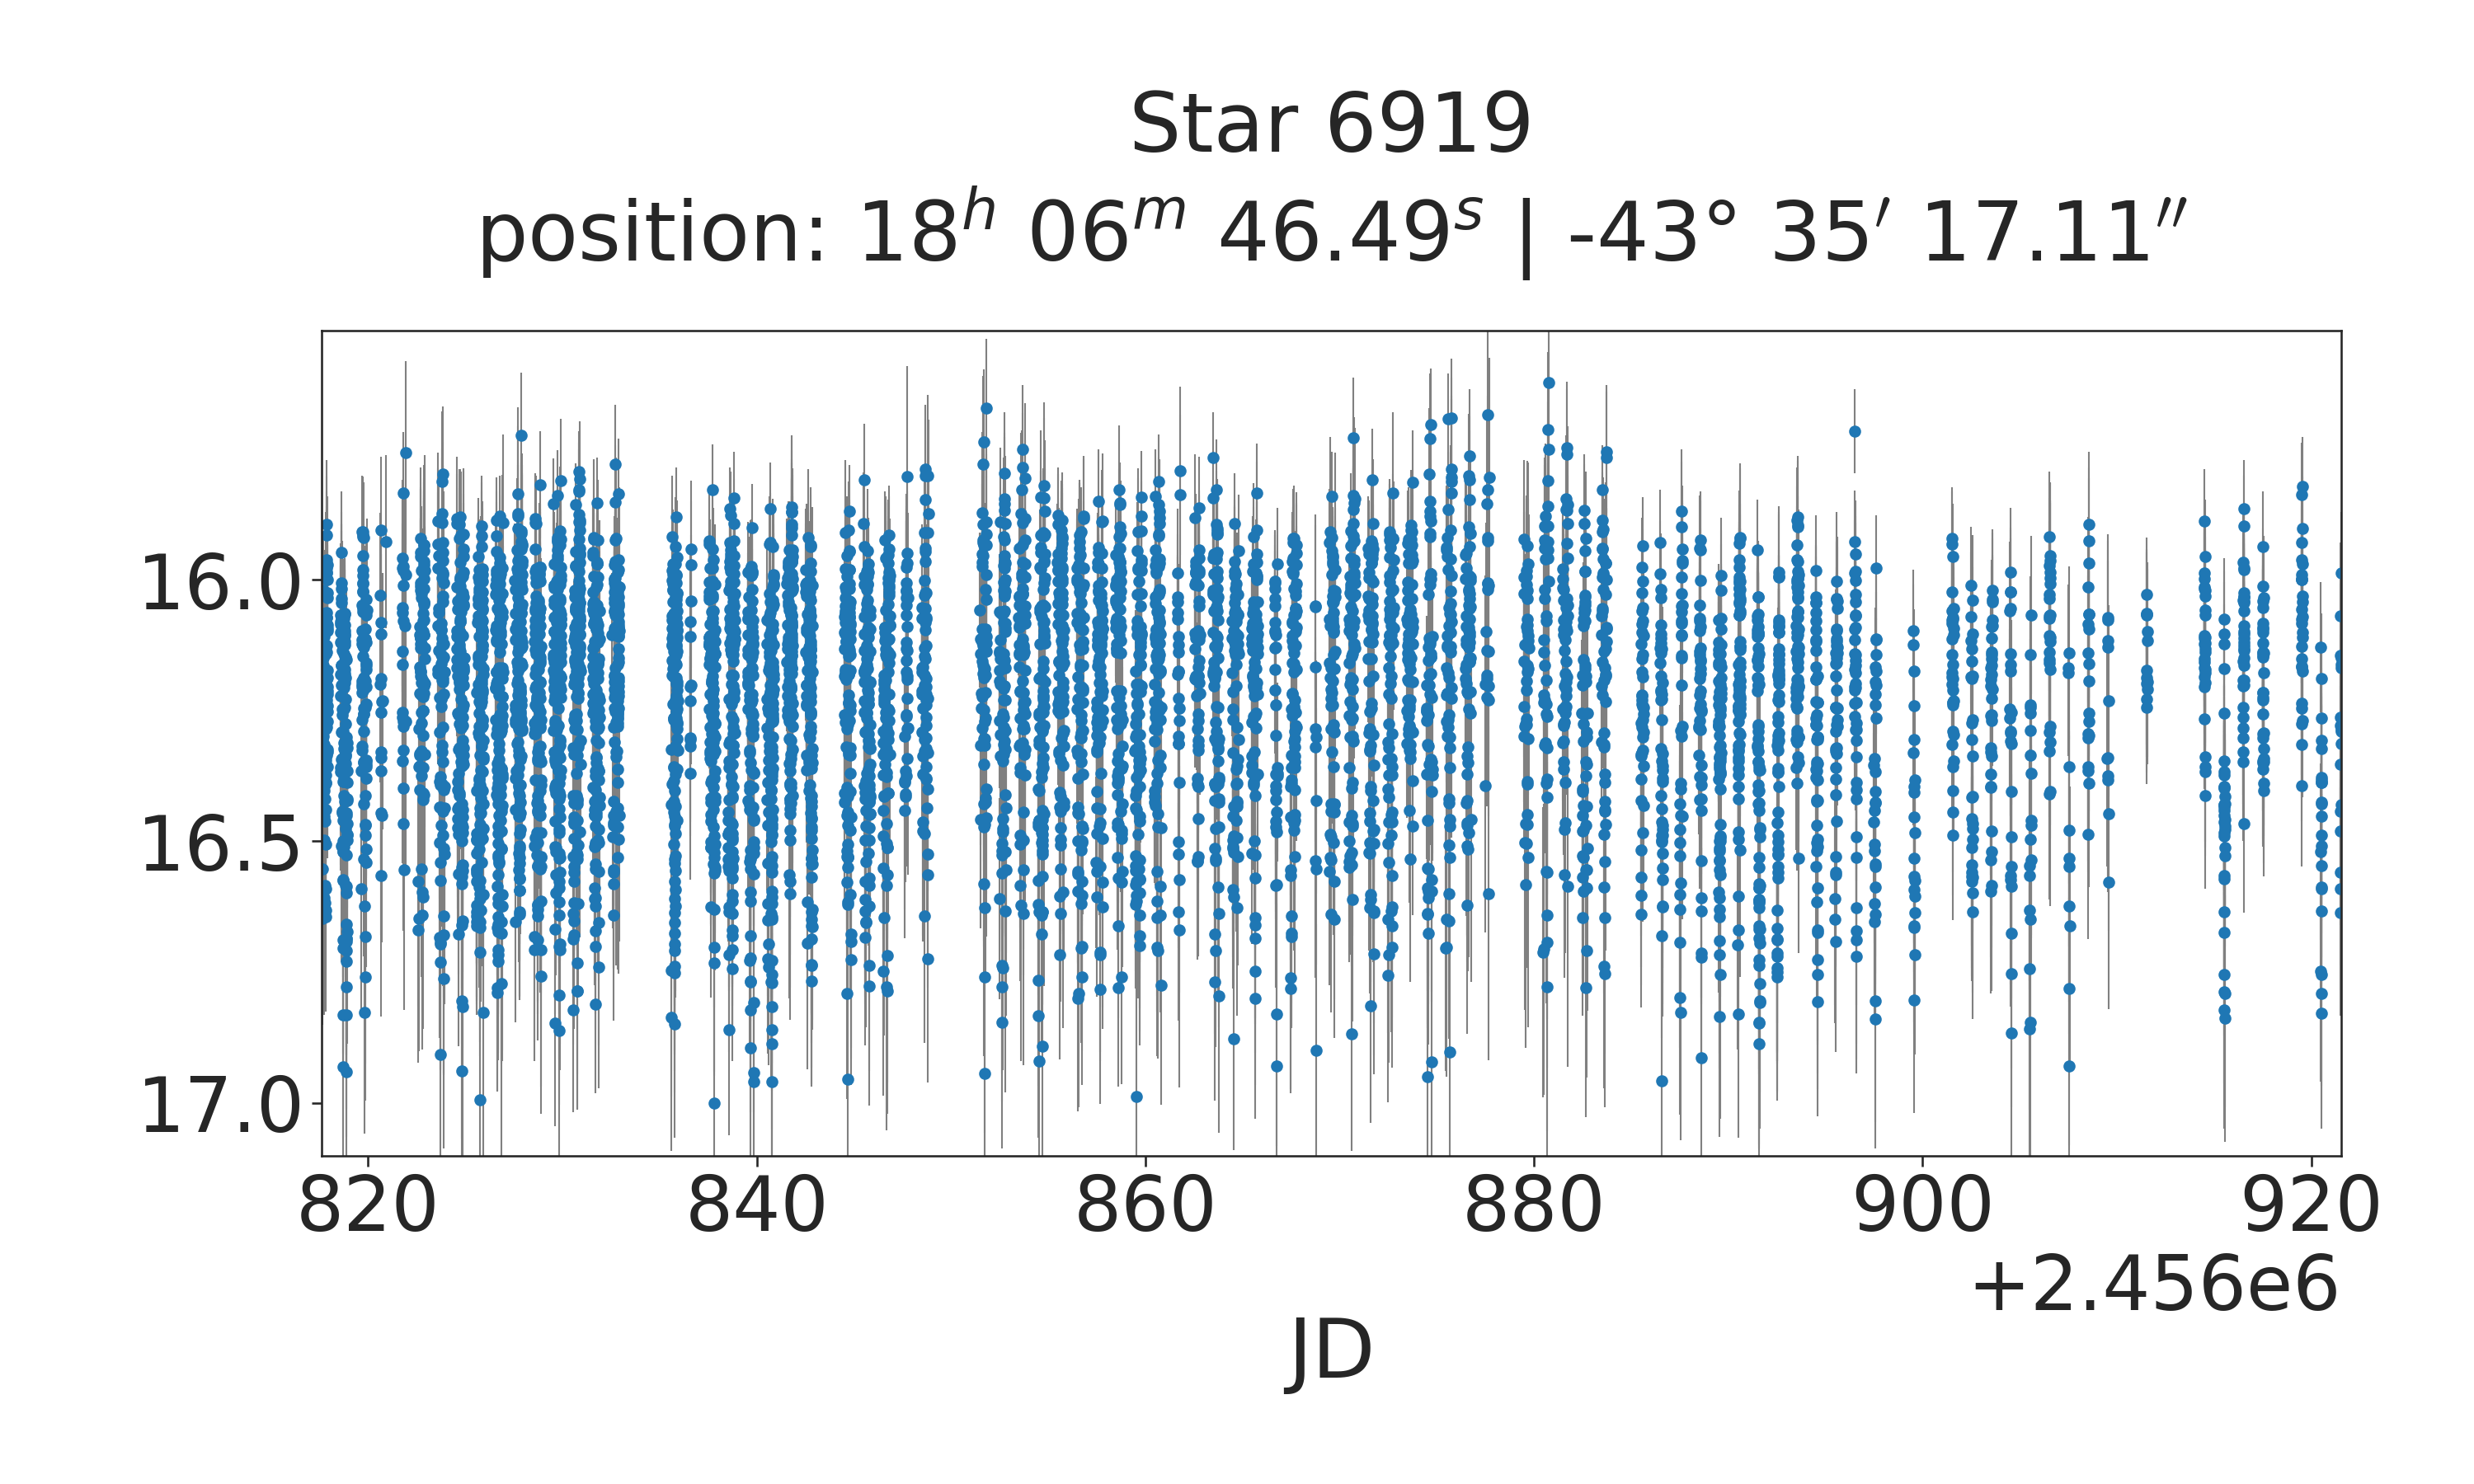 Star 6919
position: 18ʰ 06ᵐ 46.49ˢ | -43° 35′ 17.11″
16.0
16.5
17.0
820 840 860 880 900 920
+2.456e6
JD